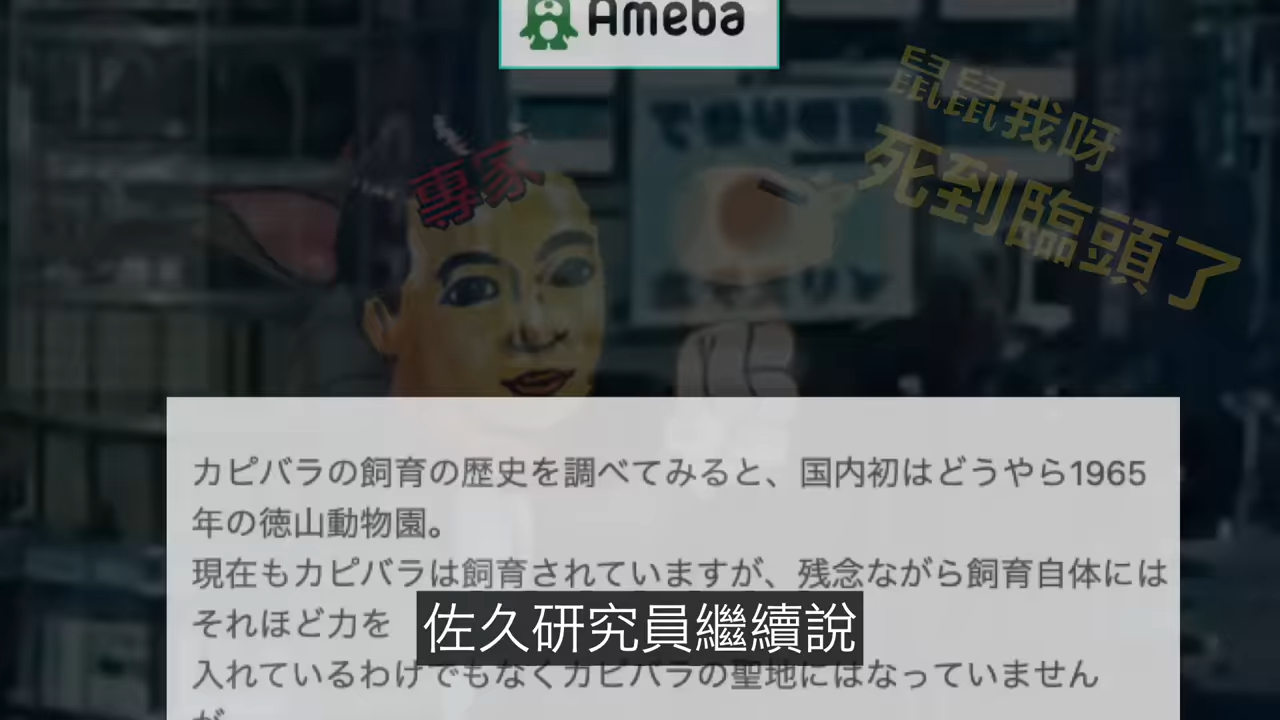 Ameba
鼠鼠我呀
死到臨頭了
專家
カピバラの飼育の歴史を調べてみると、国内初はどうやら1965
年の徳山動物園。
現在もカピバラは飼育されていますが、残念ながら飼育自体には
それほど力を
佐久研究員繼續說
入れているわけでもなくカピバラの聖地にはなっていません
が